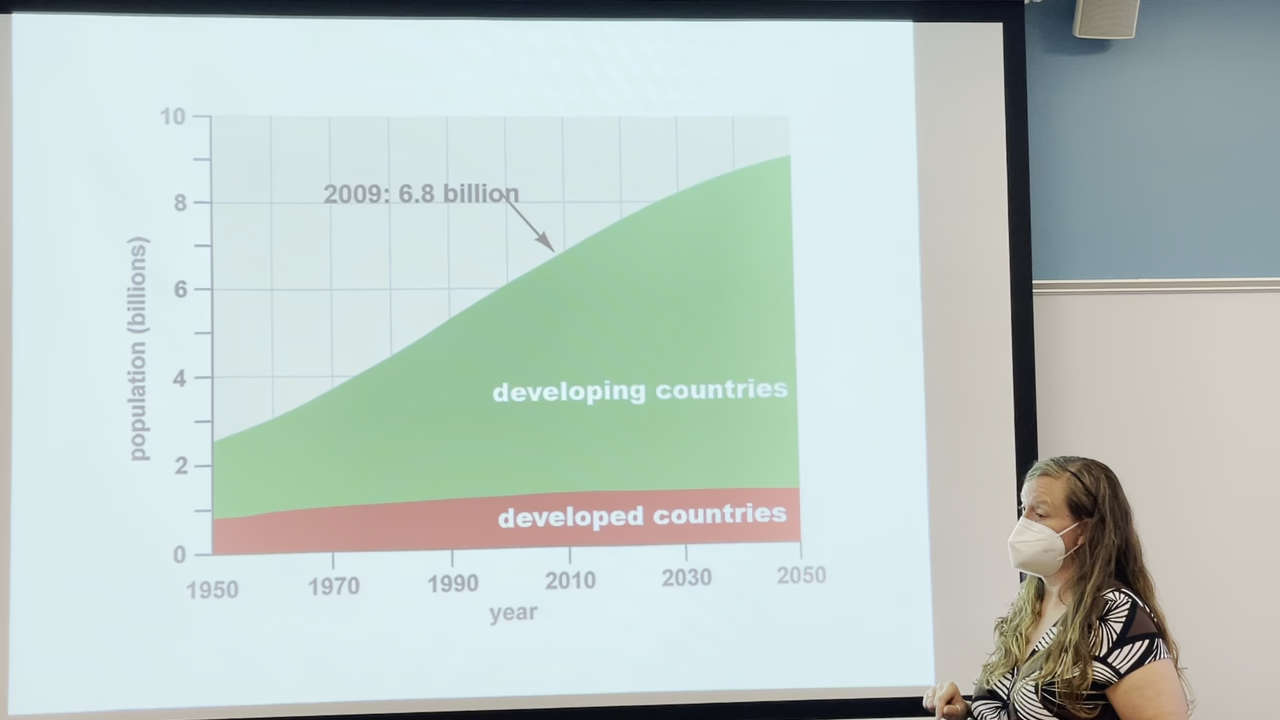 10
2009: 6.8 billion
8
6
population (billions)
4
developing countries
2
developed countries
0
1950 1970 1990 2010 2030 2050
year